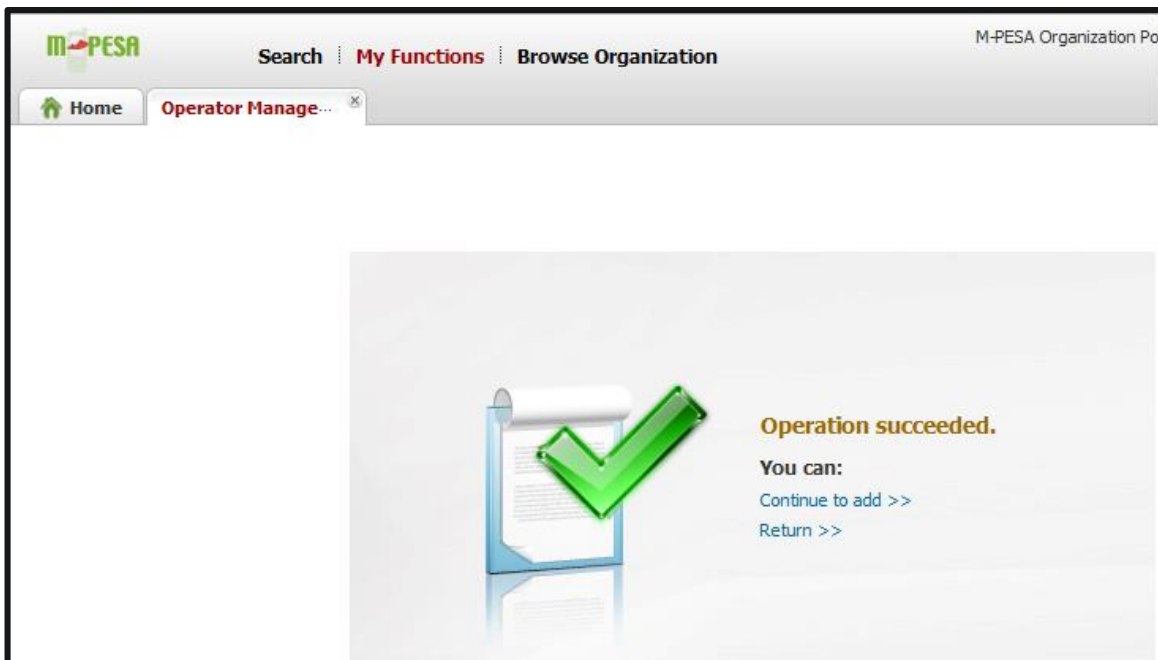 M-PESA
M-PESA Organization Po
Search My Functions Browse Organization
Home Operator Manage...
Operation succeeded.
You can:
Continue to add >>
Return >>